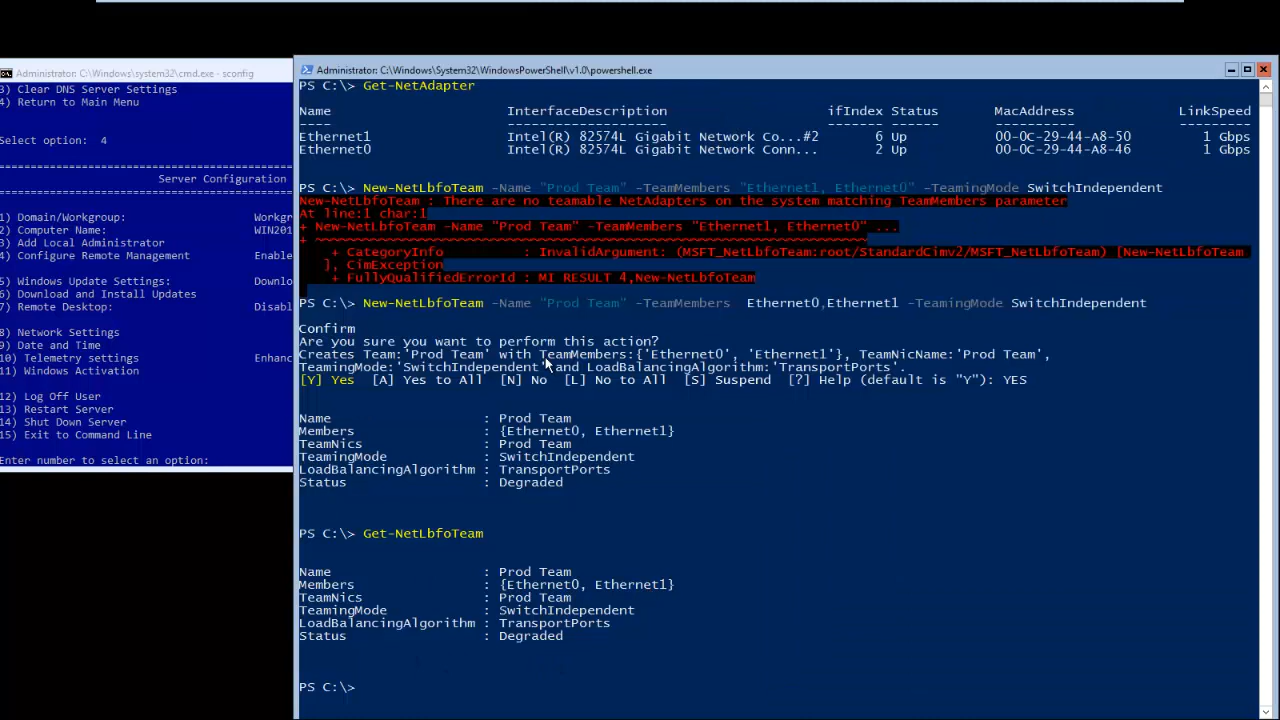 Administrator: C:\Windows\system32\cmd.exe - sconfig
3) Clear DNS Server Settings
4) Return to Main Menu
Select option:  4
Server Configuration
1) Domain/Workgroup: Workgr
2) Computer Name: WIN201
3) Add Local Administrator
4) Configure Remote Management Enable
5) Windows Update Settings: Downlo
6) Download and Install Updates
7) Remote Desktop: Disabl
8) Network Settings
9) Date and Time
10) Telemetry settings Enhanc
11) Windows Activation
12) Log Off User
13) Restart Server
14) Shut Down Server
15) Exit to Command Line
Enter number to select an option:
Administrator: C:\Windows\System32\WindowsPowerShell\v1.0\powershell.exe
PS C:\> Get-NetAdapter
Name InterfaceDescription ifIndex Status MacAddress LinkSpeed
---- -------------------- ------- ------ ---------- ---------
Ethernet1 Intel(R) 82574L Gigabit Network Co...#2 6 Up 00-0C-29-44-A8-50 1 Gbps
Ethernet0 Intel(R) 82574L Gigabit Network Conn... 2 Up 00-0C-29-44-A8-46 1 Gbps
PS C:\> New-NetLbfoTeam -Name "Prod Team" -TeamMembers "Ethernet1, Ethernet0" -TeamingMode SwitchIndependent
New-NetLbfoTeam : There are no teamable NetAdapters on the system matching TeamMembers parameter
At line:1 char:1
+ New-NetLbfoTeam -Name "Prod Team" -TeamMembers "Ethernet1, Ethernet0" ...
+ ~~~~~~~~~~~~~~~~~~~~~~~~~~~~~~~~~~~~~~~~~~~~~~~~~~~~~~~~~~~~~~~~~~~~~
+ CategoryInfo : InvalidArgument: (MSFT_NetLbfoTeam:root/StandardCimv2/MSFT_NetLbfoTeam) [New-NetLbfoTeam
], CimException
+ FullyQualifiedErrorId : MI RESULT 4,New-NetLbfoTeam
PS C:\> New-NetLbfoTeam -Name "Prod Team" -TeamMembers  Ethernet0,Ethernet1 -TeamingMode SwitchIndependent
Confirm
Are you sure you want to perform this action?
Creates Team:'Prod Team' with TeamMembers:{'Ethernet0', 'Ethernet1'}, TeamNicName:'Prod Team',
TeamingMode:'SwitchIndependent' and LoadBalancingAlgorithm:'TransportPorts'.
[Y] Yes  [A] Yes to All  [N] No  [L] No to All  [S] Suspend  [?] Help (default is "Y"): YES
Name : Prod Team
Members : {Ethernet0, Ethernet1}
TeamNics : Prod Team
TeamingMode : SwitchIndependent
LoadBalancingAlgorithm : TransportPorts
Status : Degraded
PS C:\> Get-NetLbfoTeam
Name : Prod Team
Members : {Ethernet0, Ethernet1}
TeamNics : Prod Team
TeamingMode : SwitchIndependent
LoadBalancingAlgorithm : TransportPorts
Status : Degraded
PS C:\>